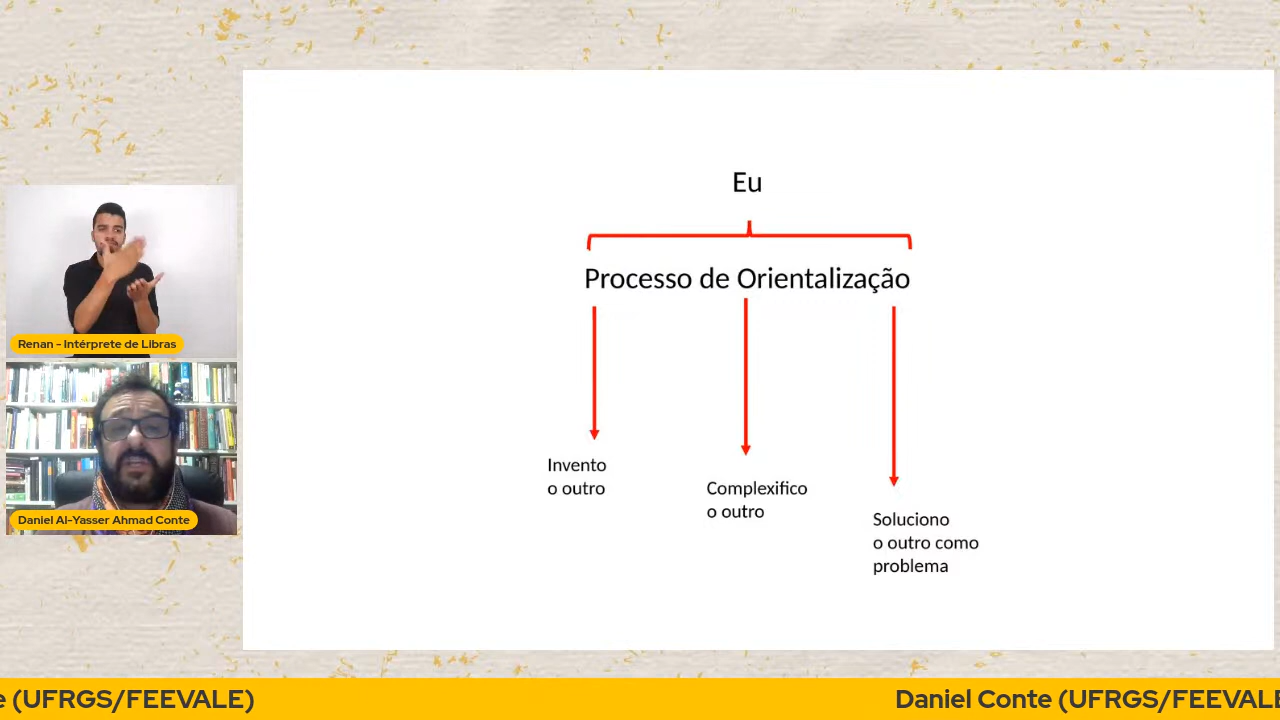 Eu
Processo de Orientalização
Invento
o outro
Complexifico
o outro
Soluciono
o outro como
problema
Renan - Intérprete de Libras
Daniel Al-Yasser Ahmad Conte
e (UFRGS/FEEVALE)
Daniel Conte (UFRGS/FEEVALE